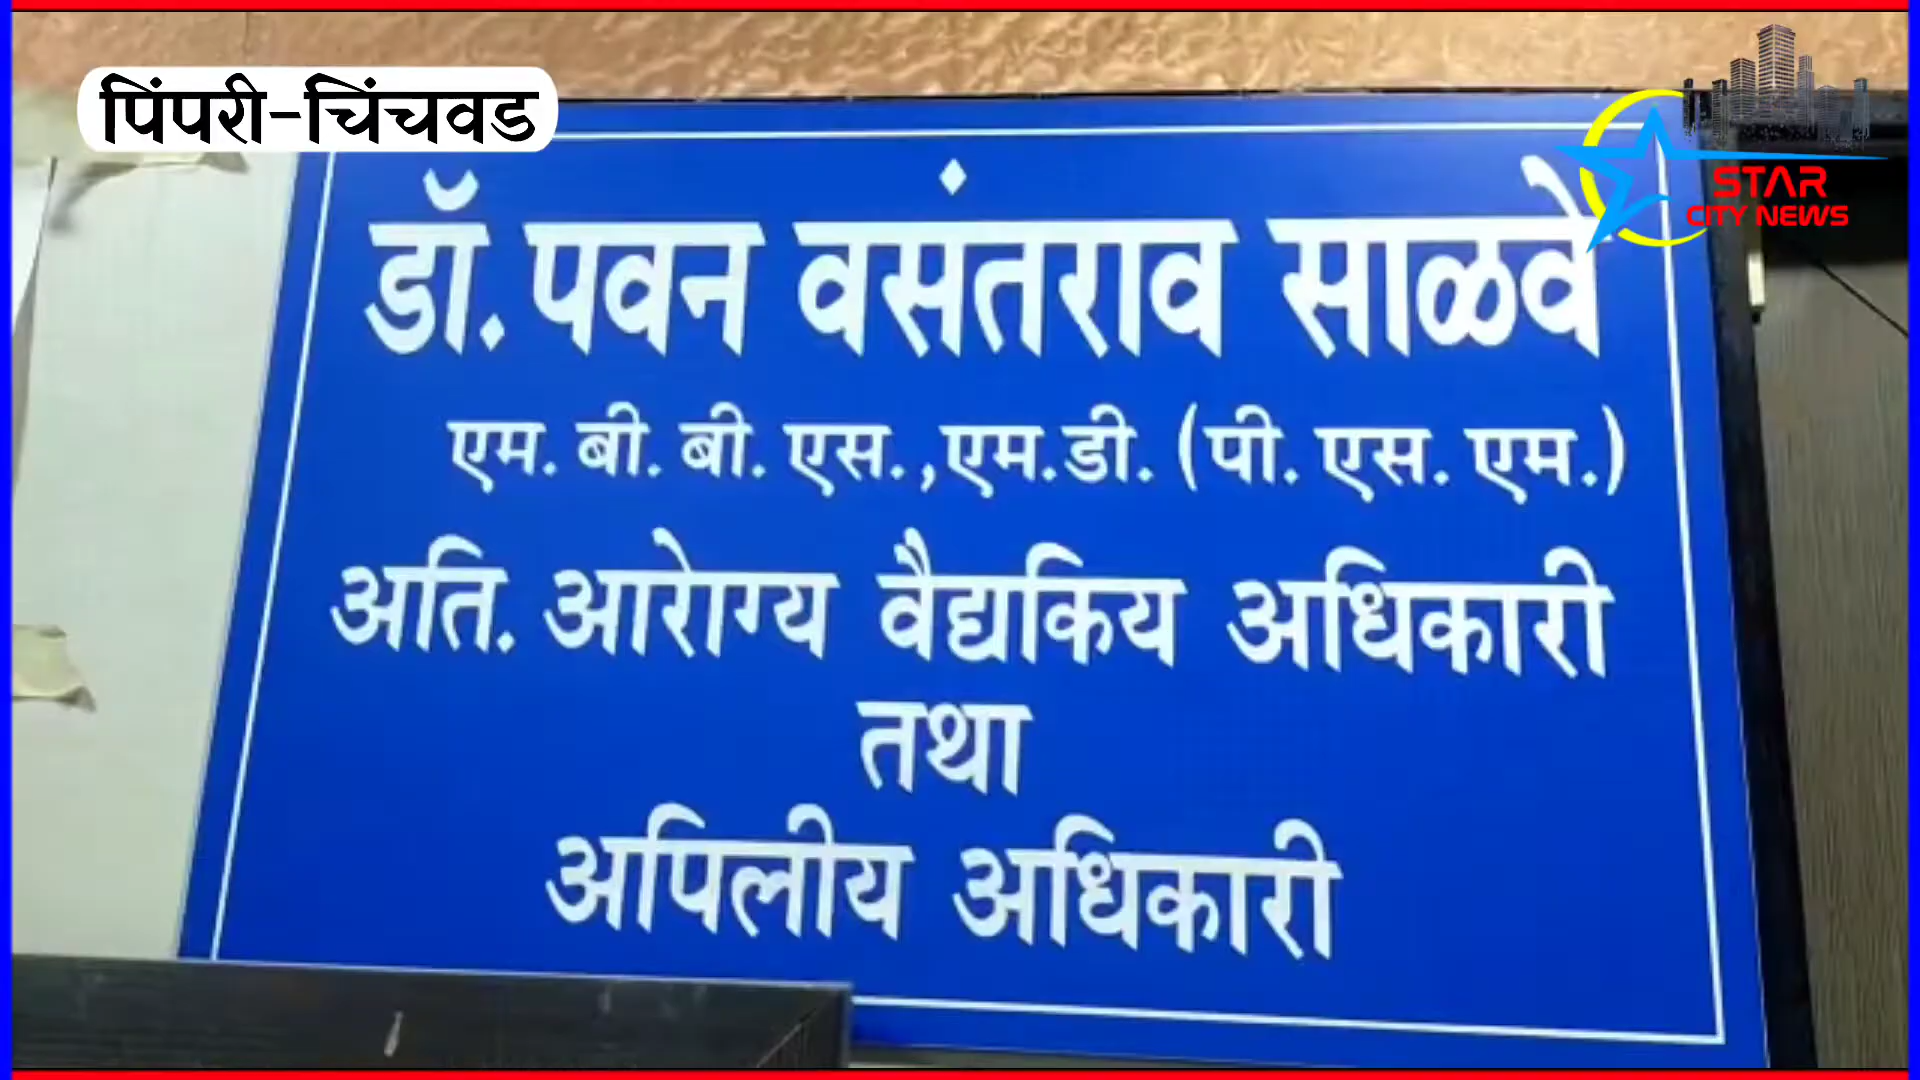 पिंपरी-चिंचवड
STAR
CITY NEWS
डॉ. पवन वसंतराव साळवे
एम. बी. बी. एस.,एम.डी. (पी. एस. एम.)
अति. आरोग्य वैद्यकिय अधिकारी
तथा
अपिलीय अधिकारी